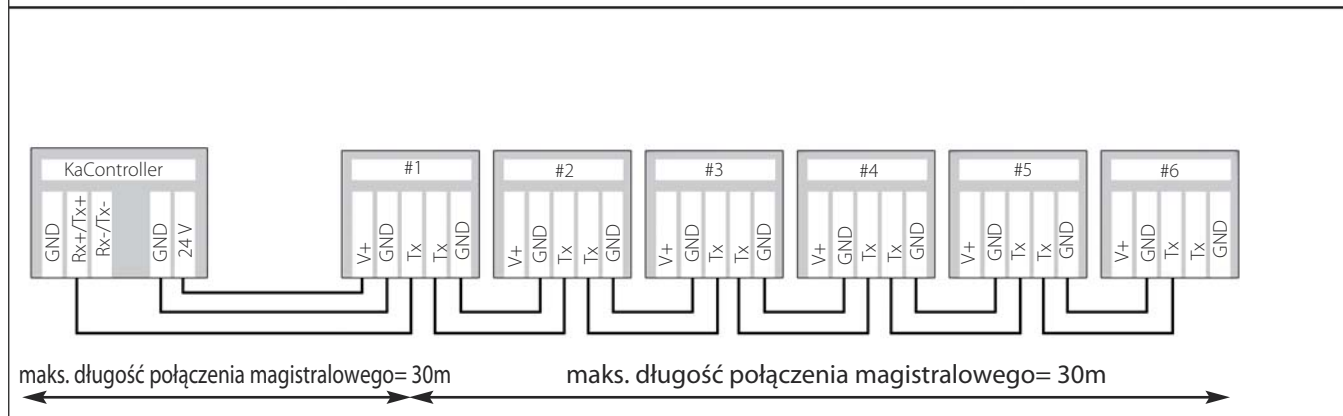 KaController
GND
Rx+/Tx+
Rx-/Tx-
GND
24 V
#1
V+
GND
Tx
Tx
GND
#2
V+
GND
Tx
Tx
GND
#3
V+
GND
Tx
Tx
GND
#4
V+
GND
Tx
Tx
GND
#5
V+
GND
Tx
Tx
GND
#6
V+
GND
Tx
Tx
GND
maks. długość połączenia magistralowego= 30m
maks. długość połączenia magistralowego= 30m